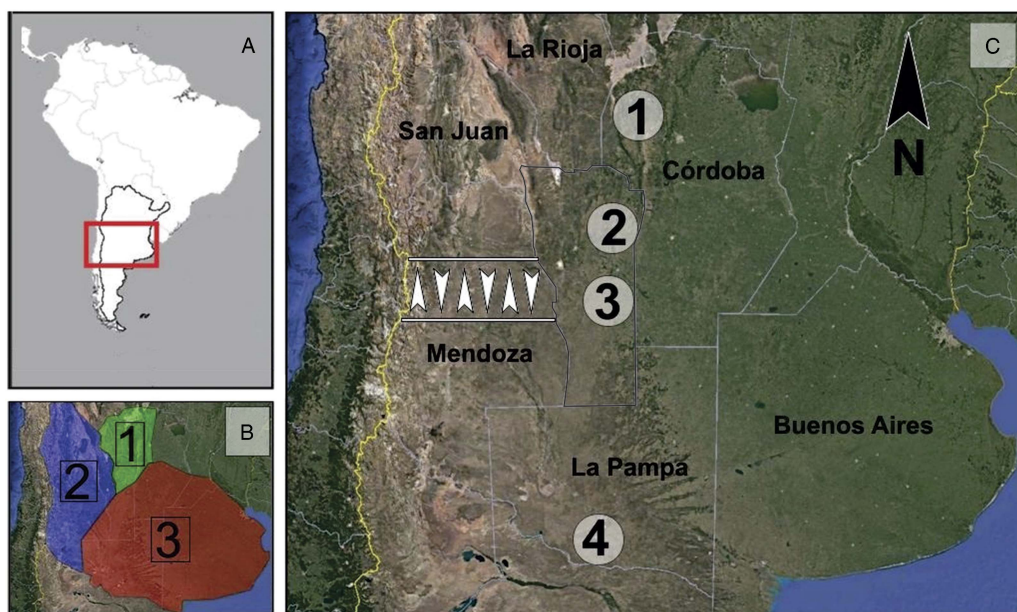 A
B
1
2
3
C
La Rioja
1
San Juan
Córdoba
N
2
3
Mendoza
Buenos Aires
La Pampa
4